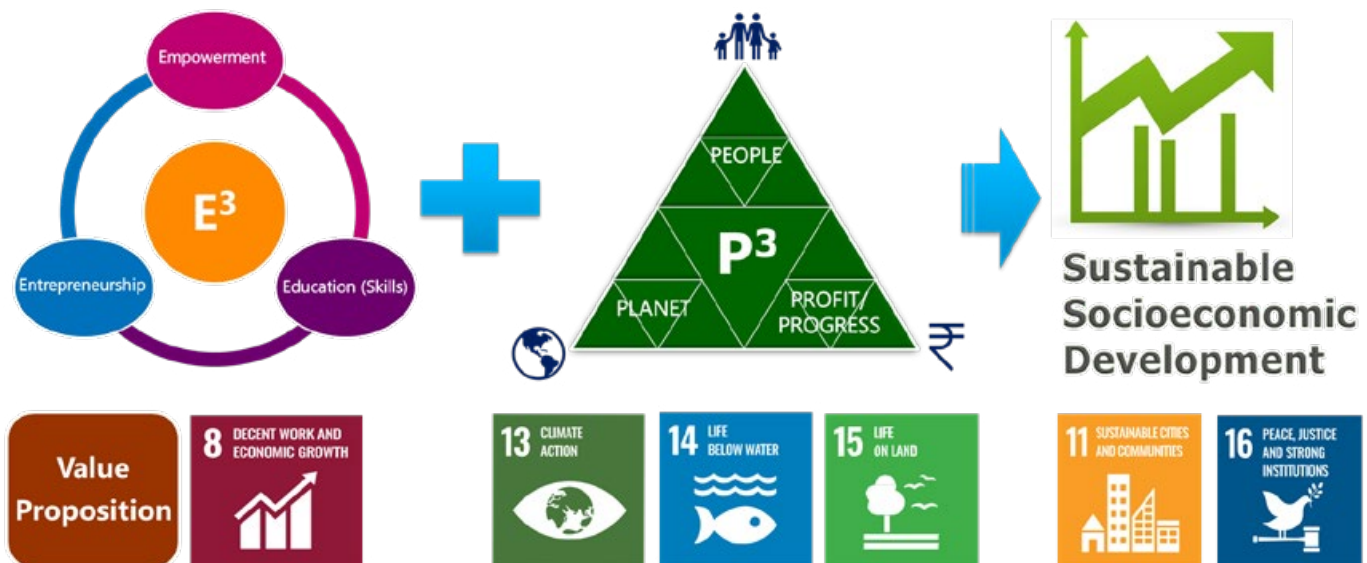 Empowerment
E³
Entrepreneurship
Education (Skills)
PEOPLE
P³
PLANET
PROFIT/
PROGRESS
₹
Sustainable
Socioeconomic
Development
Value
Proposition
8 DECENT WORK AND
ECONOMIC GROWTH
13 CLIMATE
ACTION
14 LIFE
BELOW WATER
15 LIFE
ON LAND
11 SUSTAINABLE CITIES
AND COMMUNITIES
16 PEACE, JUSTICE
AND STRONG
INSTITUTIONS